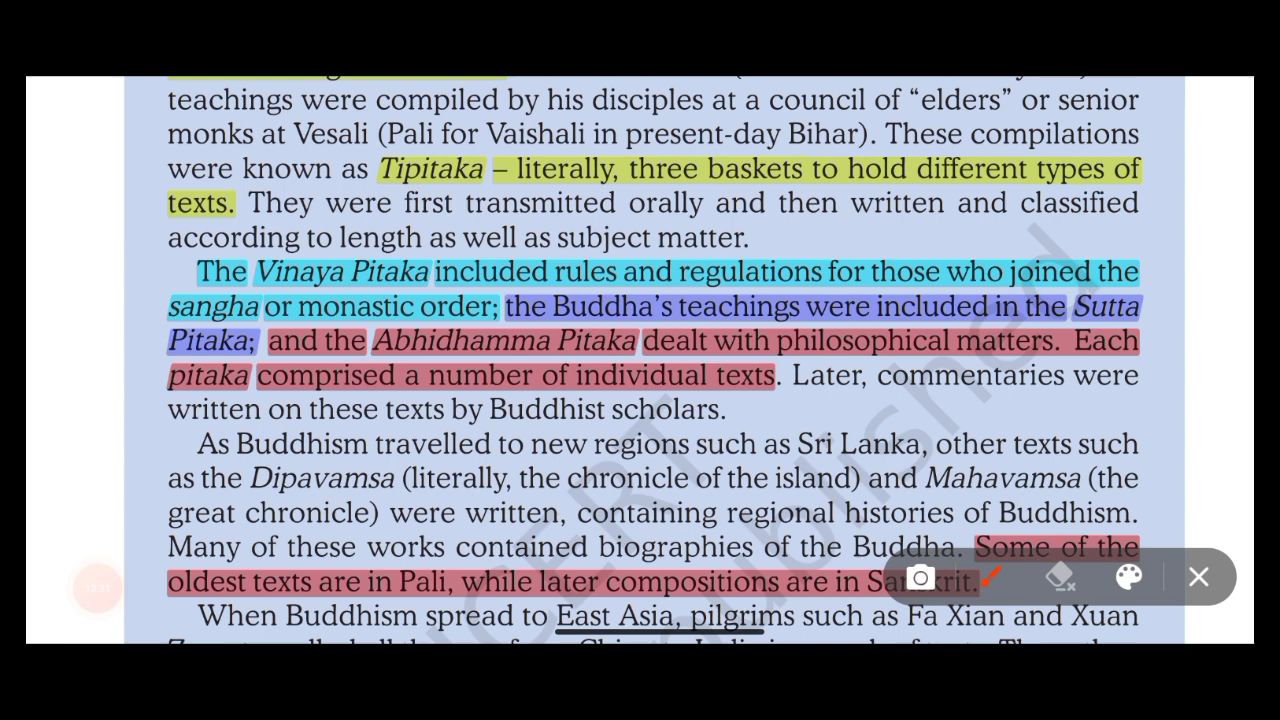 teachings were compiled by his disciples at a council of “elders” or senior
monks at Vesali (Pali for Vaishali in present-day Bihar). These compilations
were known as Tipitaka – literally, three baskets to hold different types of
texts. They were first transmitted orally and then written and classified
according to length as well as subject matter.
The Vinaya Pitaka included rules and regulations for those who joined the
sangha or monastic order; the Buddha’s teachings were included in the Sutta
Pitaka; and the Abhidhamma Pitaka dealt with philosophical matters. Each
pitaka comprised a number of individual texts. Later, commentaries were
written on these texts by Buddhist scholars.
As Buddhism travelled to new regions such as Sri Lanka, other texts such
as the Dipavamsa (literally, the chronicle of the island) and Mahavamsa (the
great chronicle) were written, containing regional histories of Buddhism.
Many of these works contained biographies of the Buddha. Some of the
oldest texts are in Pali, while later compositions are in Sanskrit.
When Buddhism spread to East Asia, pilgrims such as Fa Xian and Xuan